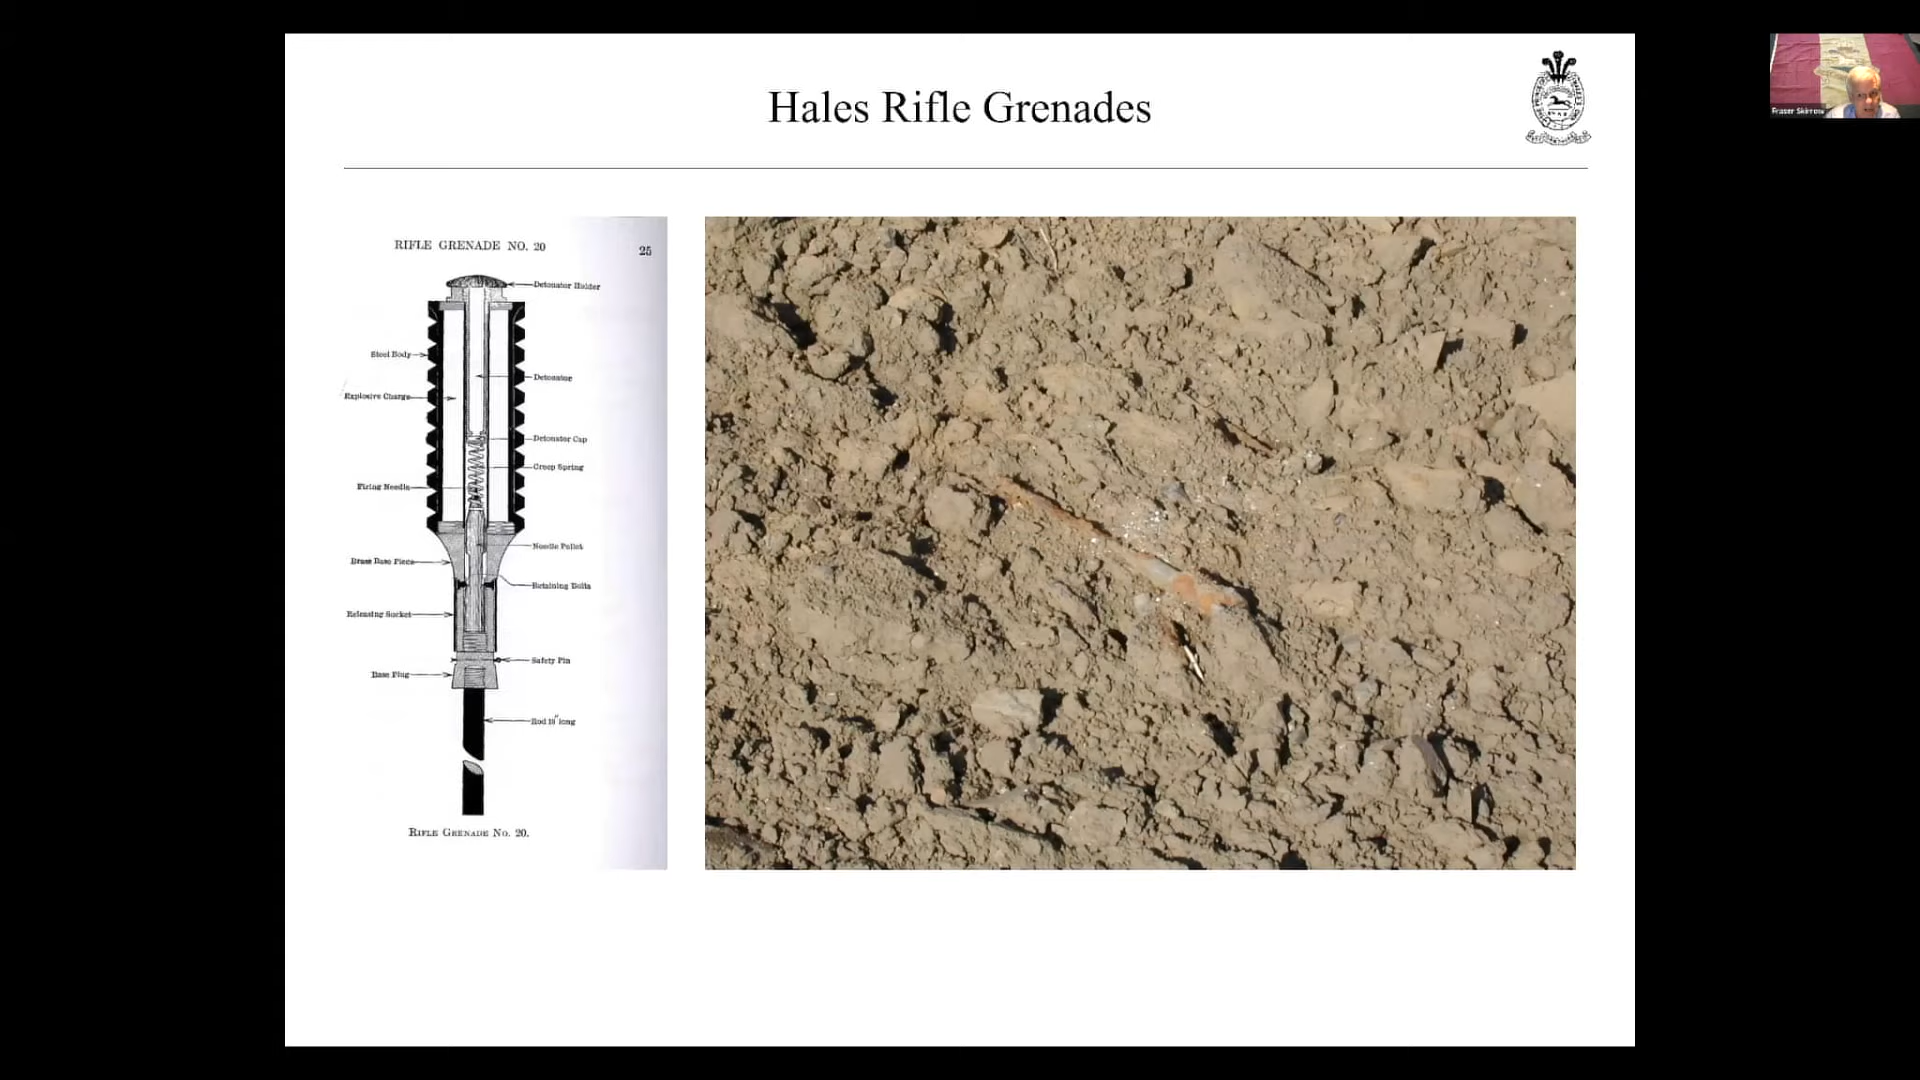 Hales Rifle Grenades
Fraser Skirrow
RIFLE GRENADE NO. 20
25
Detonator Holder
Steel Body
Detonator
Explosive Charge
Detonator Cap
Creep Spring
Firing Needle
Needle Pellet
Brass Base Piece
Retaining Bolts
Releasing Socket
Safety Pin
Base Plug
Rod 15" long
RIFLE GRENADE NO. 20.